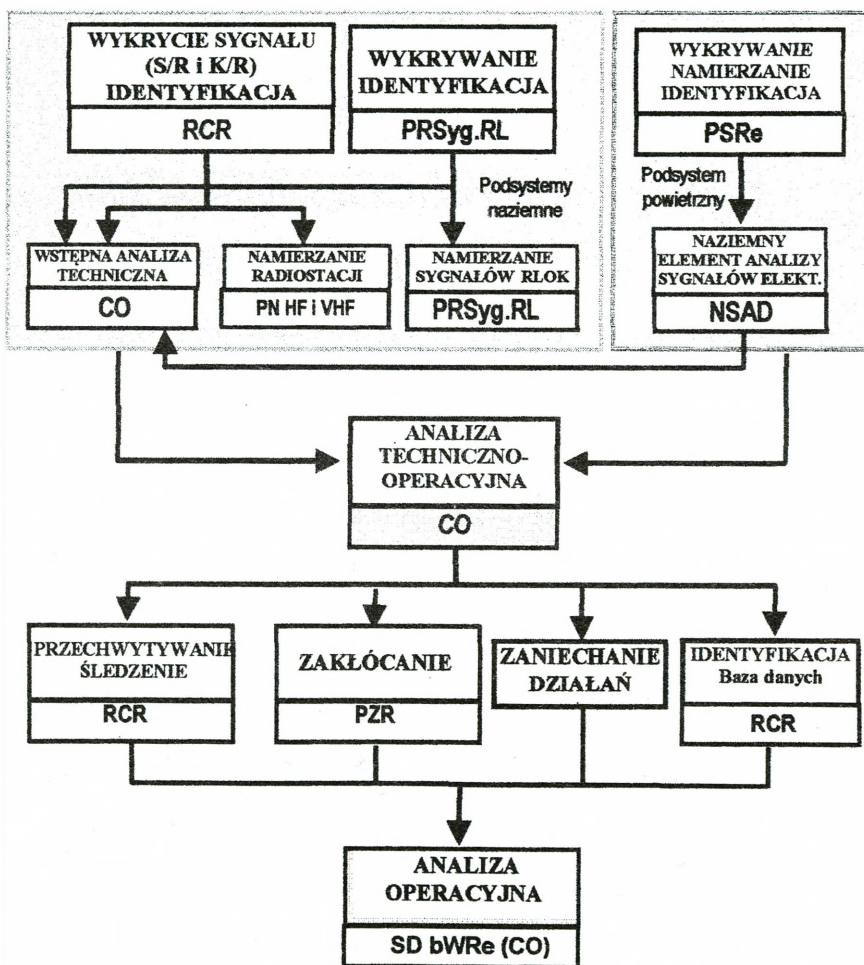 WYKRYCIE SYGNAŁU
(S/R i K/R)
IDENTYFIKACJA
RCR
WYKRYWANIE
IDENTYFIKACJA
PRSyg.RL
WYKRYWANIE
NAMIERZANIE
IDENTYFIKACJA
PSRe
Podsystemy
naziemne
Podsystem
powietrzny
WSTĘPNA ANALIZA
TECHNICZNA
CO
NAMIERZANIE
RADIOSTACJI
PN HF i VHF
NAMIERZANIE
SYGNAŁÓW RLOK
PRSyg.RL
NAZIEMNY
ELEMENT ANALIZY
SYGNAŁÓW ELEKT.
NSAD
ANALIZA
TECHNICZNO-
OPERACYJNA
CO
PRZECHWYTYWANIE
ŚLEDZENIE
RCR
ZAKŁÓCANIE
PZR
ZANIECHANIE
DZIAŁAŃ
IDENTYFIKACJA
Baza danych
RCR
ANALIZA
OPERACYJNA
SD bWRe (CO)